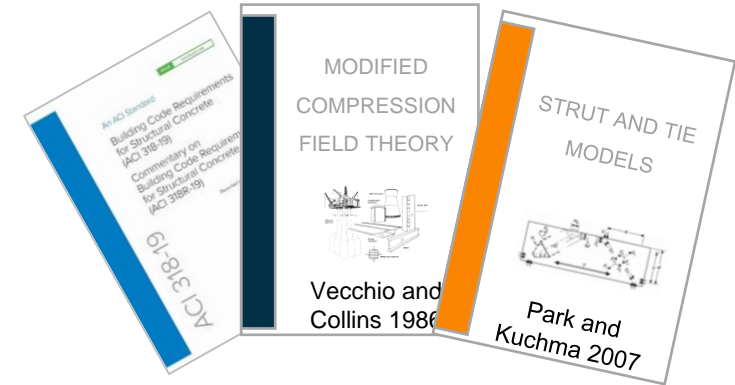 An ACI Standard
Building Code Requirements
for Structural Concrete
(ACI 318-19)
Commentary on
Building Code Requirem
for Structural Concrete
(ACI 318R-19)
ACI 318-19
MODIFIED
COMPRESSION
FIELD THEORY
Vecchio and
Collins 1986
STRUT AND TIE
MODELS
Park and
Kuchma 2007